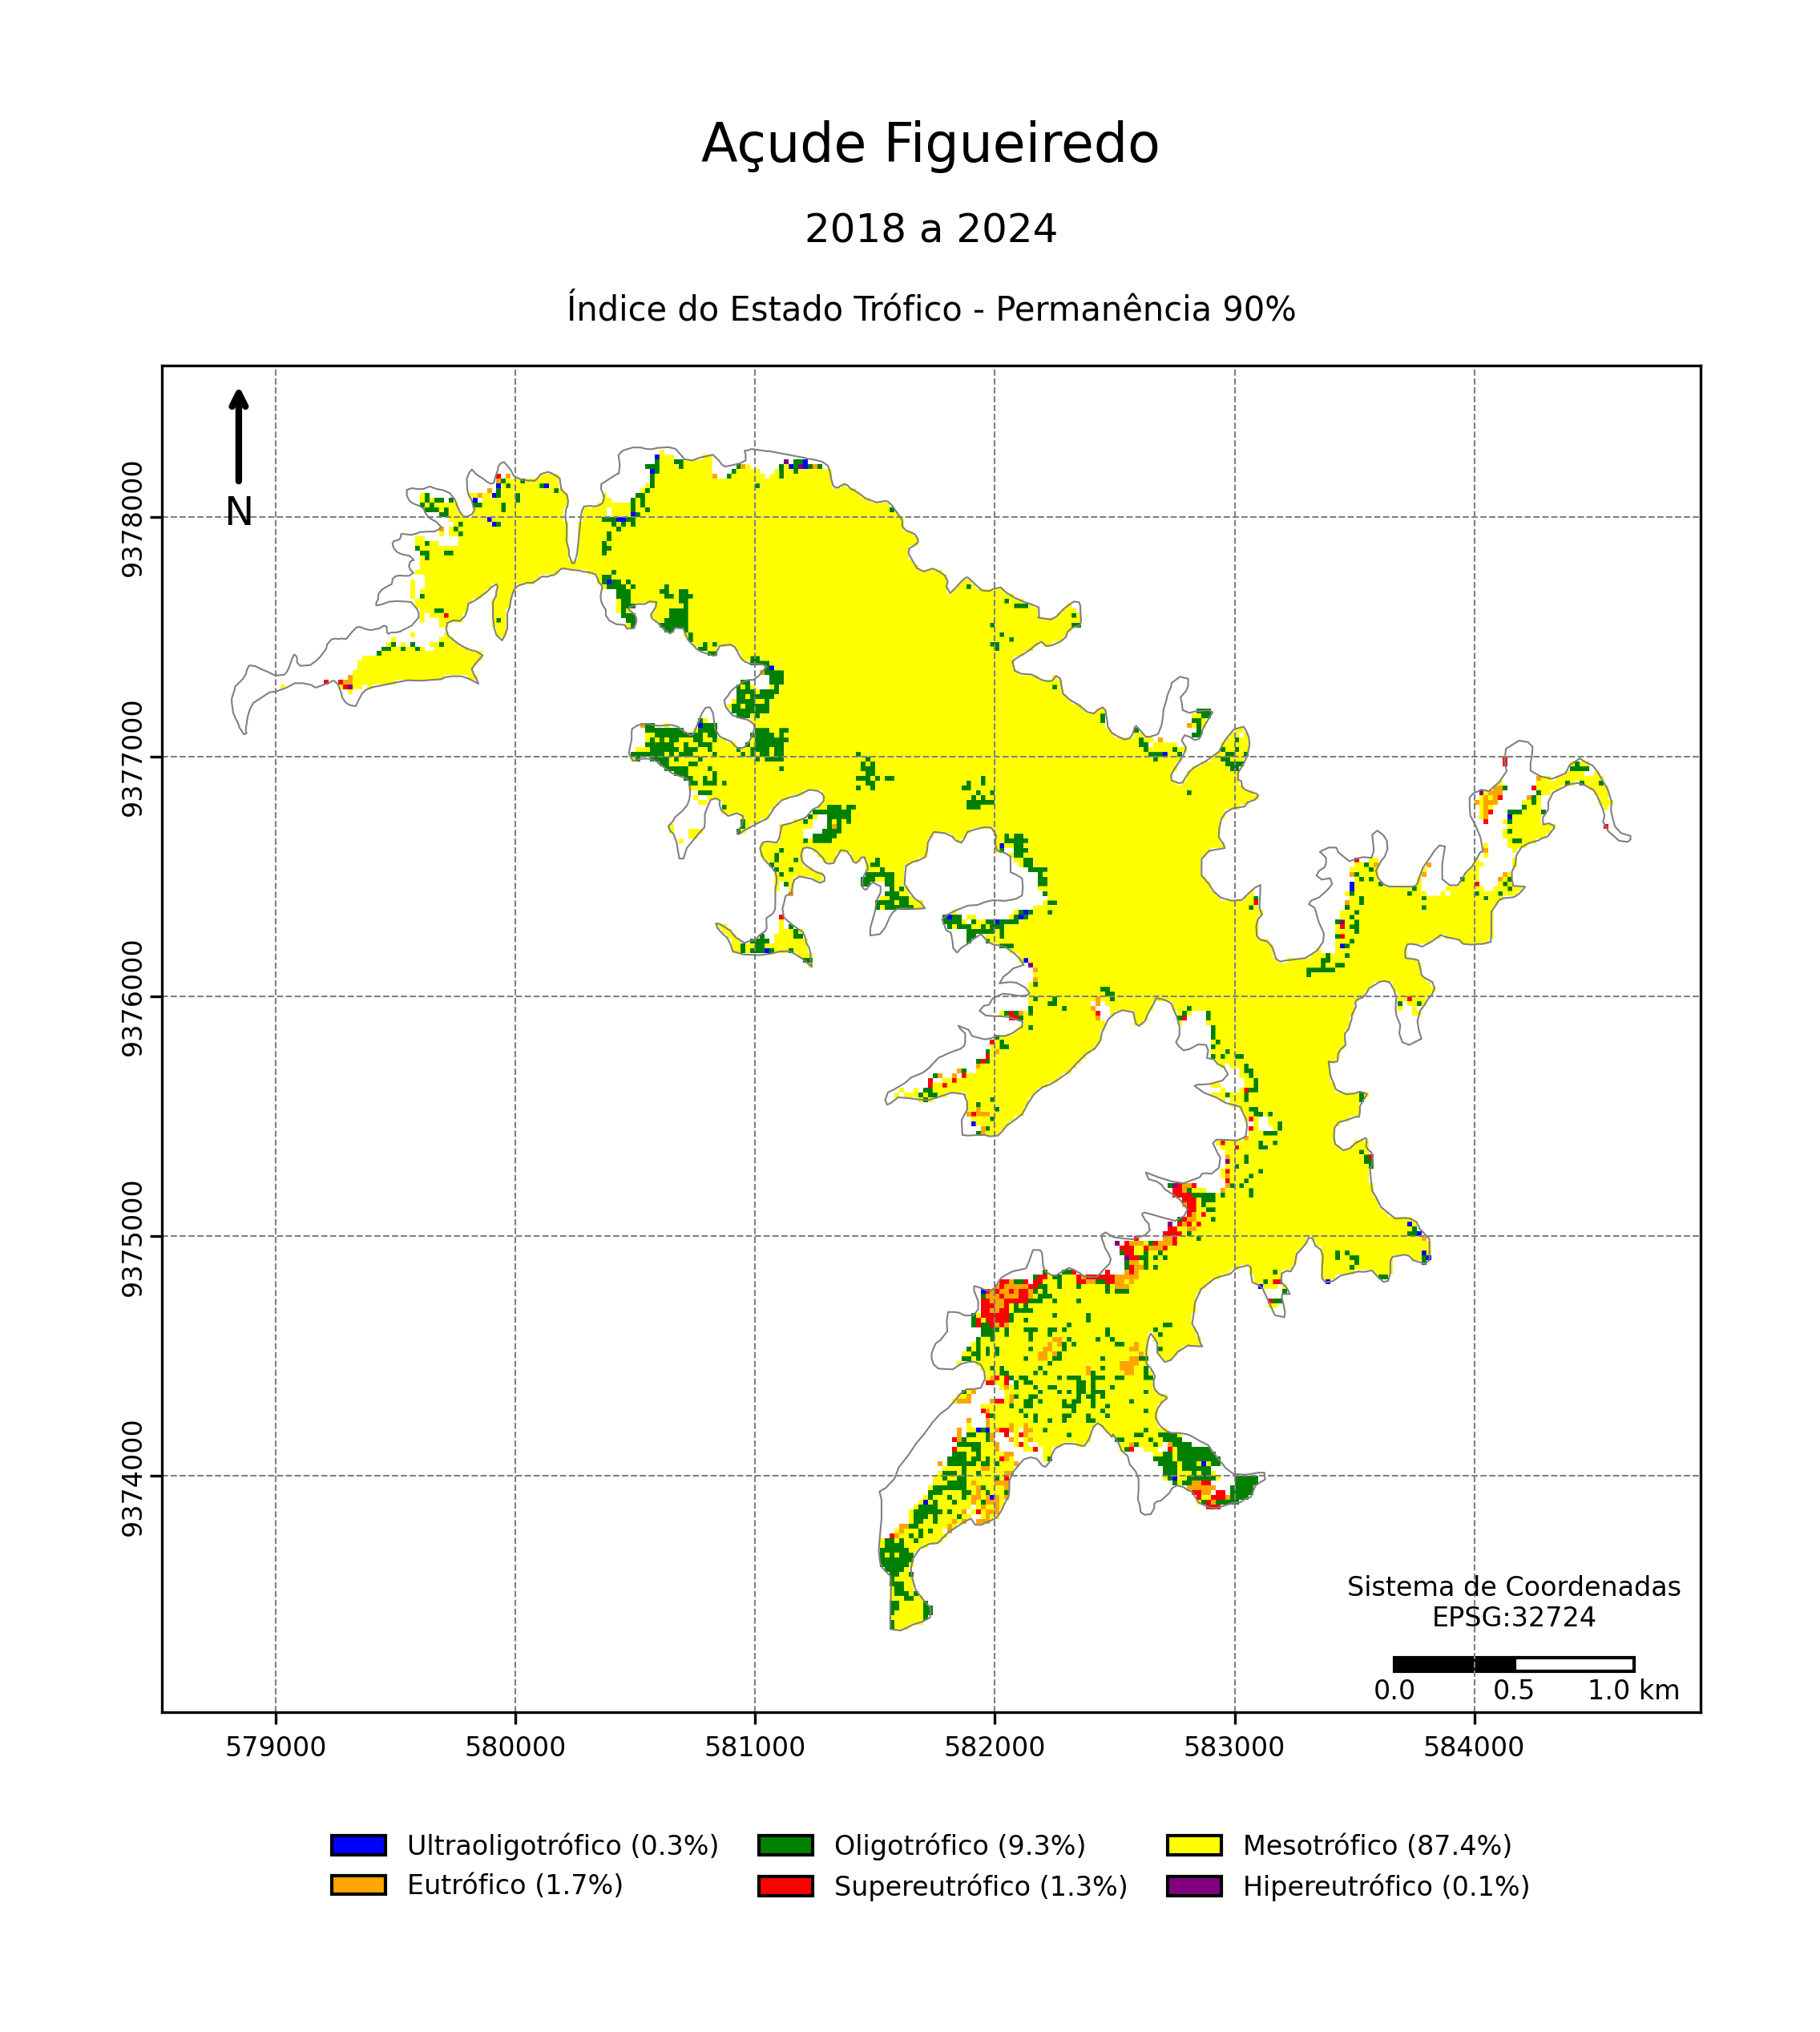 Açude Figueiredo
2018 a 2024
Índice do Estado Trófico - Permanência 90%
N
9378000
9377000
9376000
9375000
9374000
Sistema de Coordenadas
EPSG:32724
0.0 0.5 1.0 km
579000 580000 581000 582000 583000 584000
Ultraoligotrófico (0.3%) Oligotrófico (9.3%) Mesotrófico (87.4%)
Eutrófico (1.7%) Supereutrófico (1.3%) Hipereutrófico (0.1%)